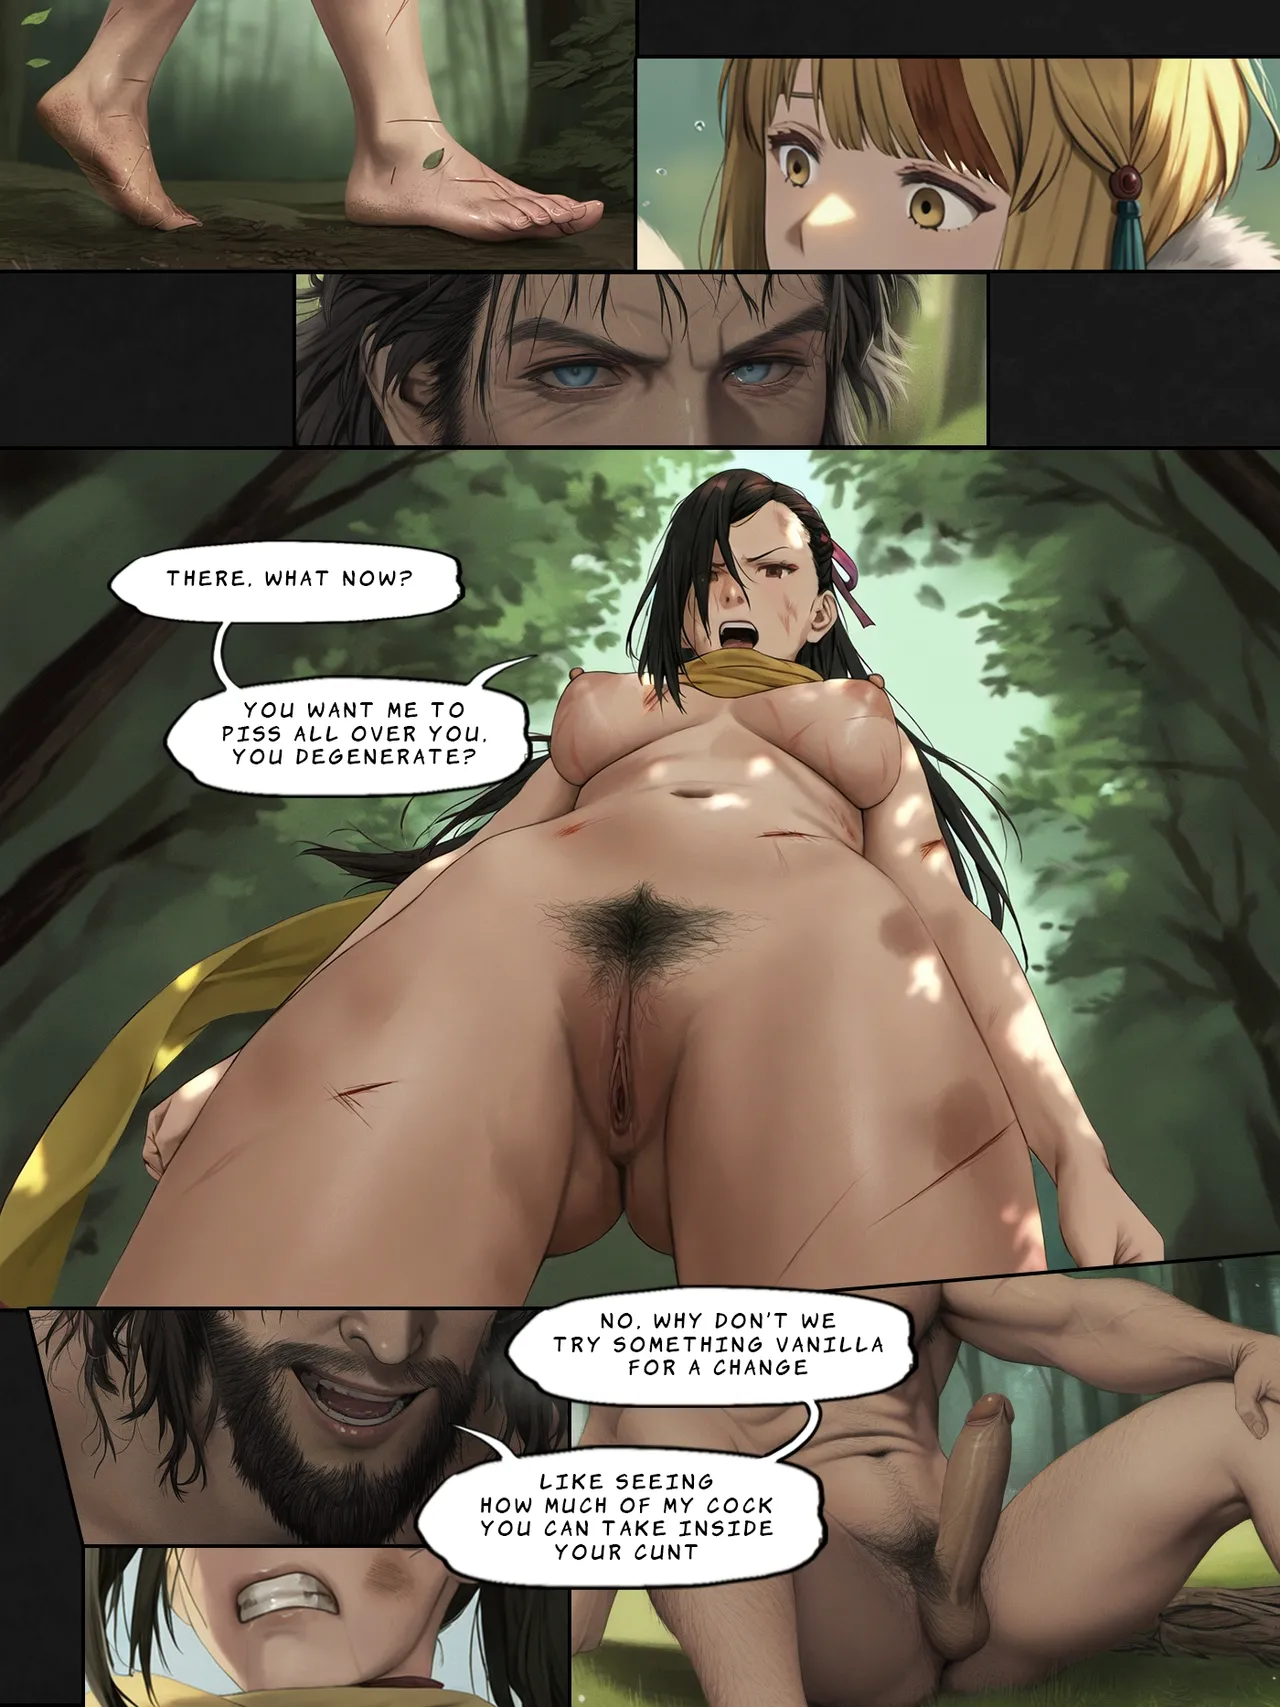 THERE, WHAT NOW?
YOU WANT ME TO
PISS ALL OVER YOU,
YOU DEGENERATE?
NO, WHY DON'T WE
TRY SOMETHING VANILLA
FOR A CHANGE
LIKE SEEING
HOW MUCH OF MY COCK
YOU CAN TAKE INSIDE
YOUR CUNT